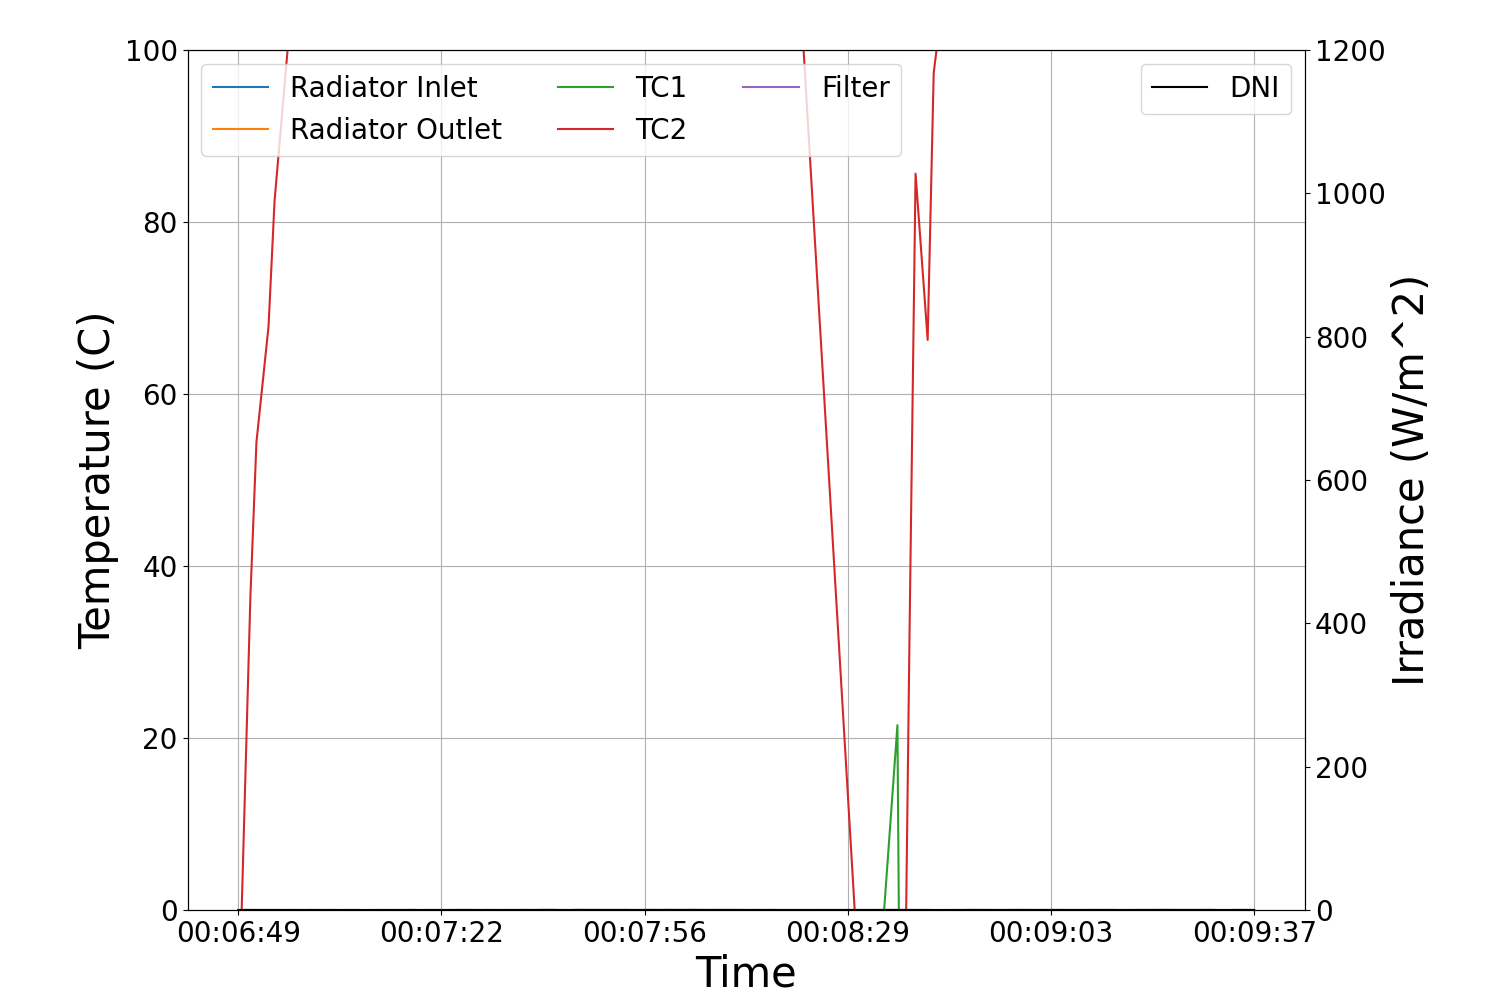 100
80
60
40
20
0
Temperature (C)
Radiator Inlet
Radiator Outlet
TC1
TC2
Filter
DNI
1200
1000
800
600
400
200
0
Irradiance (W/m^2)
00:06:49 00:07:22 00:07:56 00:08:29 00:09:03 00:09:37
Time